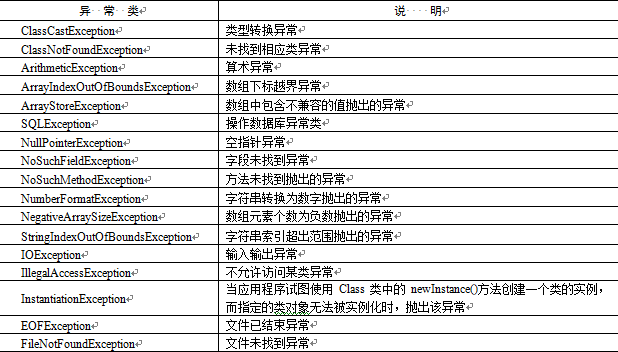 异 常 类 说 明
ClassCastException 类型转换异常
ClassNotFoundException 未找到相应类异常
ArithmeticException 算术异常
ArrayIndexOutOfBoundsException 数组下标越界异常
ArrayStoreException 数组中包含不兼容的值抛出的异常
SQLException 操作数据库异常类
NullPointerException 空指针异常
NoSuchFieldException 字段未找到异常
NoSuchMethodException 方法未找到抛出的异常
NumberFormatException 字符串转换为数字抛出的异常
NegativeArraySizeException 数组元素个数为负数抛出的异常
StringIndexOutOfBoundsException 字符串索引超出范围抛出的异常
IOException 输入输出异常
IllegalAccessException 不允许访问某类异常
InstantiationException 当应用程序试图使用 Class 类中的 newInstance()方法创建一个类的实例，
而指定的类对象无法被实例化时，抛出该异常
EOFException 文件已结束异常
FileNotFoundException 文件未找到异常